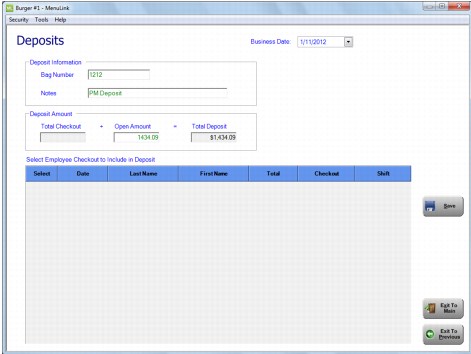 Burger #1 - MenuLink
Security Tools Help
Deposits
Business Date: 1/11/2012
Deposit Information
Bag Number 1212
Notes PM Deposit
Deposit Amount
Total Checkout + Open Amount = Total Deposit
1434.09 $1,434.09
Select Employee Checkout to Include in Deposit
Select Date Last Name First Name Total Checkout Shift
Save
Exit To Main
Exit To Previous